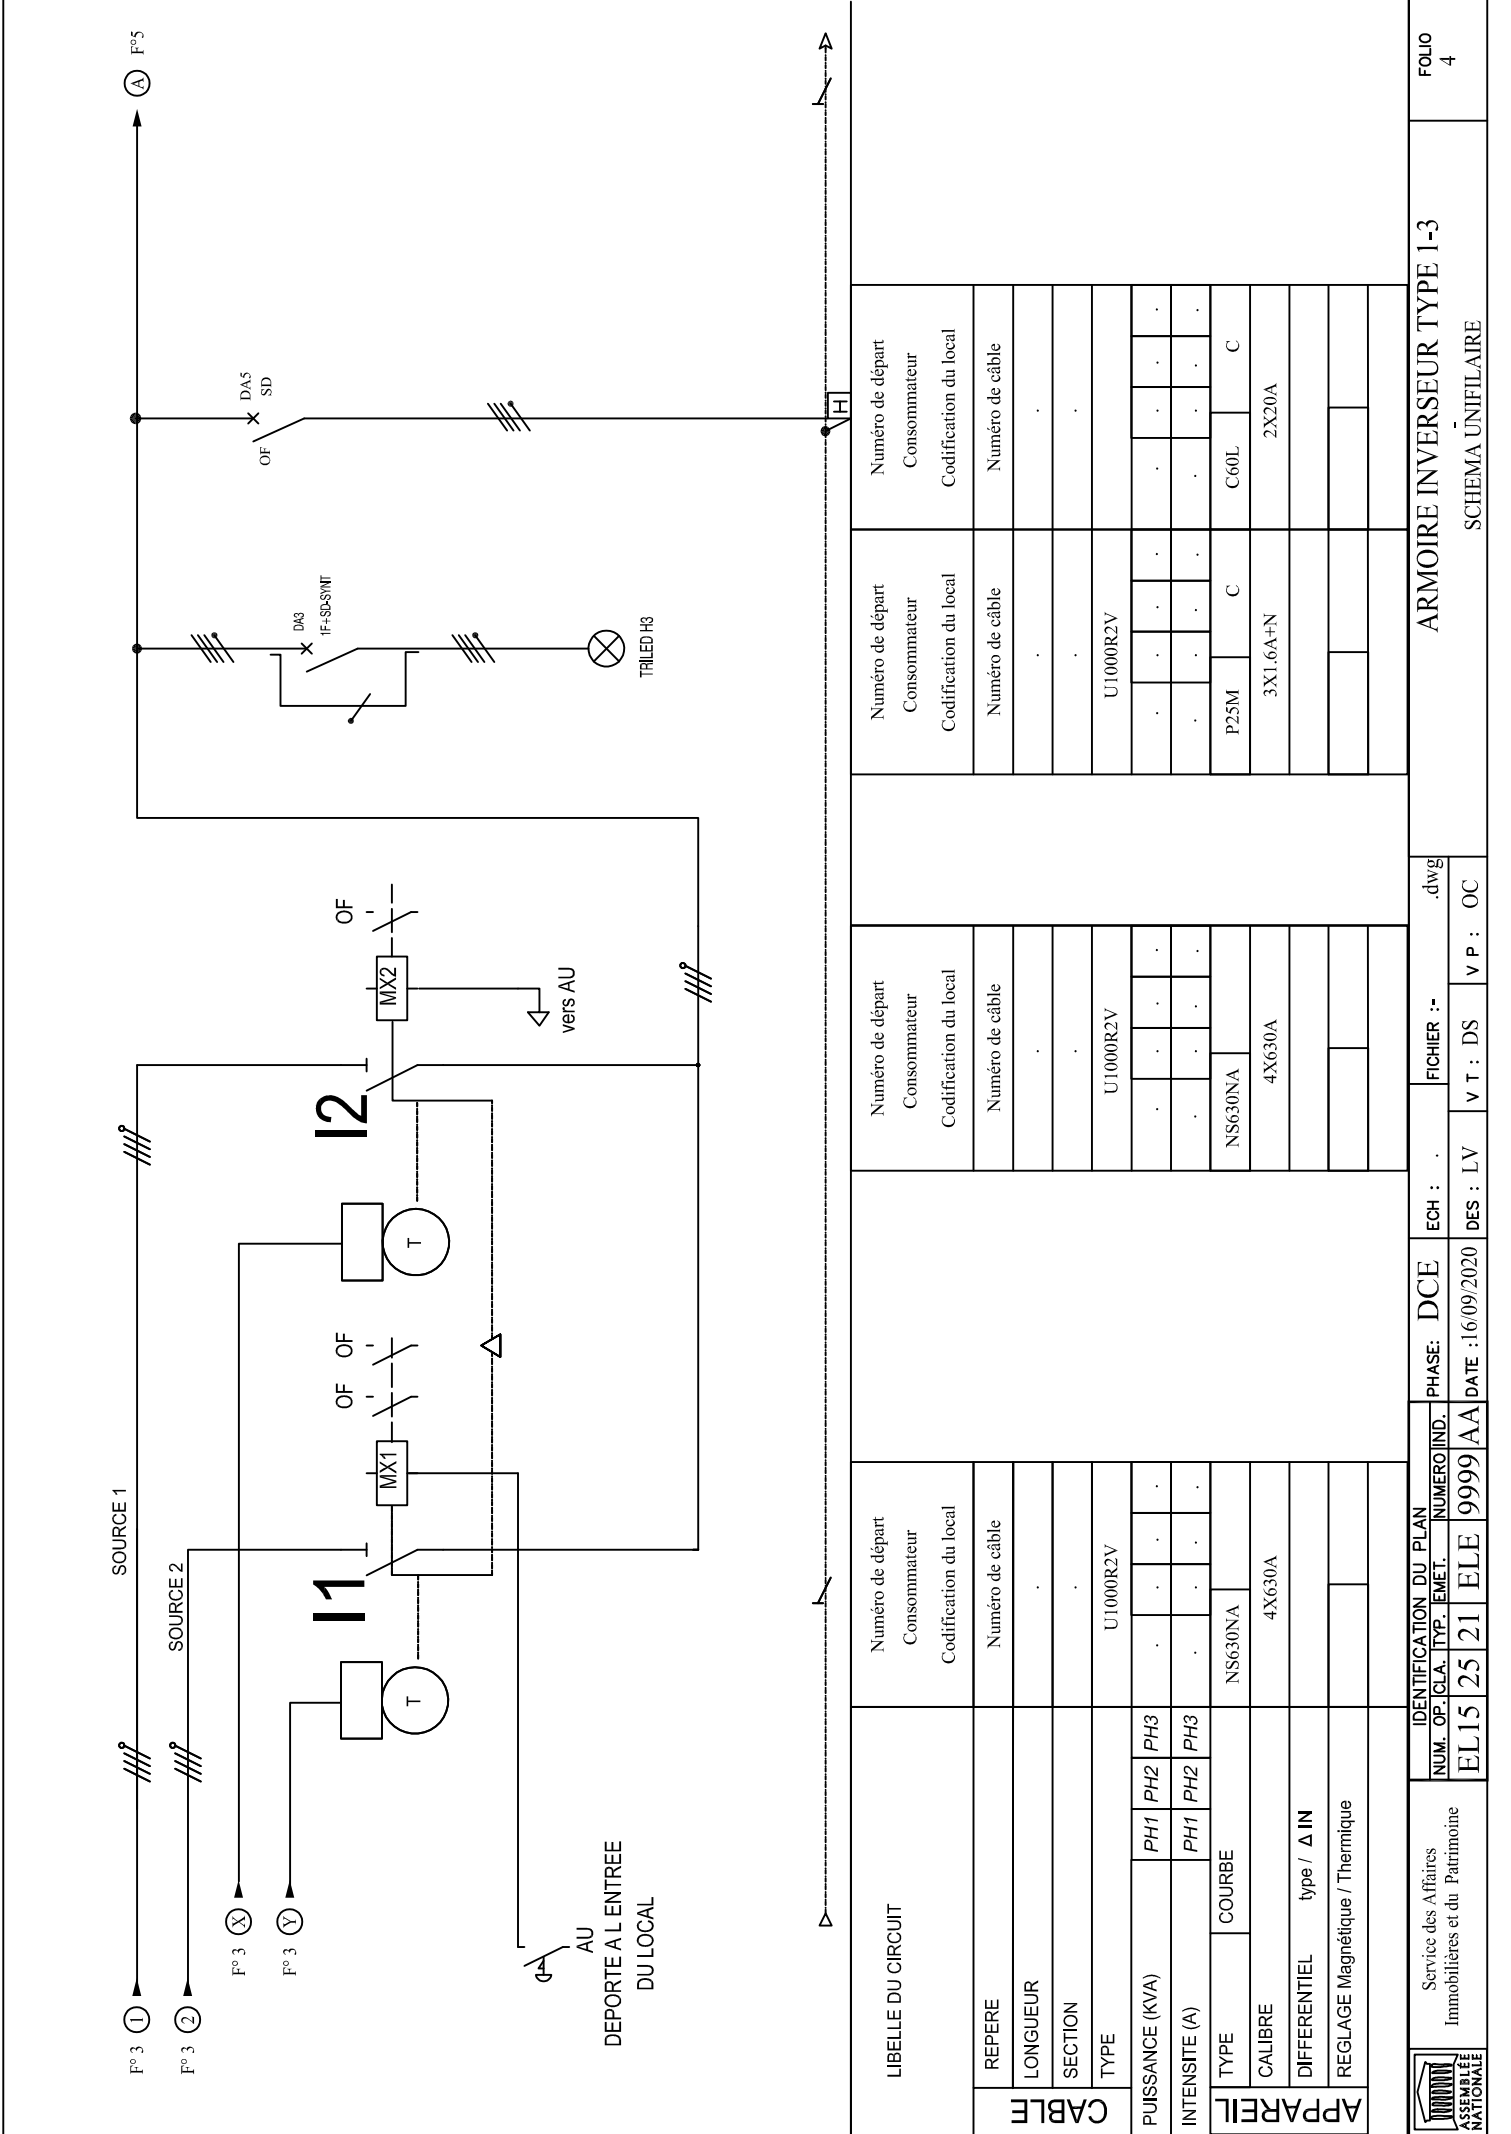 F° 3 1
F° 3 2
F° 3 X
F° 3 Y
SOURCE 1
SOURCE 2
I1
T
MX1
OF
OF
I2
T
MX2
OF
vers AU
AU
DEPORTE A L ENTREE
DU LOCAL
DA3
1F+SD-SYNT
TRILED H3
DA5
SD
OF
A F°5
H
LIBELLE DU CIRCUIT
Numéro de départ
Consommateur
Codification du local
Numéro de départ
Consommateur
Codification du local
Numéro de départ
Consommateur
Codification du local
Numéro de départ
Consommateur
Codification du local
CABLE
REPERE Numéro de câble Numéro de câble Numéro de câble Numéro de câble
LONGUEUR . . . .
SECTION . . . .
TYPE U1000R2V U1000R2V U1000R2V
PUISSANCE (KVA) PH1 PH2 PH3 . . . . . . . . . . . . . . . .
INTENSITE (A) PH1 PH2 PH3 . . . . . . . . . . . . . . . .
APPAREIL
TYPE COURBE NS630NA NS630NA P25M C C60L C
CALIBRE 4X630A 4X630A 3X1.6A+N 2X20A
DIFFERENTIEL type / Δ IN
REGLAGE Magnétique / Thermique
ASSEMBLÉE
NATIONALE
Service des Affaires
Immobilières et du Patrimoine
IDENTIFICATION DU PLAN
NUM. OP. CLA. TYP. EMET. NUMERO IND.
EL15 25 21 ELE 9999 AA
PHASE: DCE
DATE :16/09/2020
ECH : .
FICHIER :- .dwg
DES : LV V T : DS V P : OC
ARMOIRE INVERSEUR TYPE 1-3
-
SCHEMA UNIFILAIRE
FOLIO
4